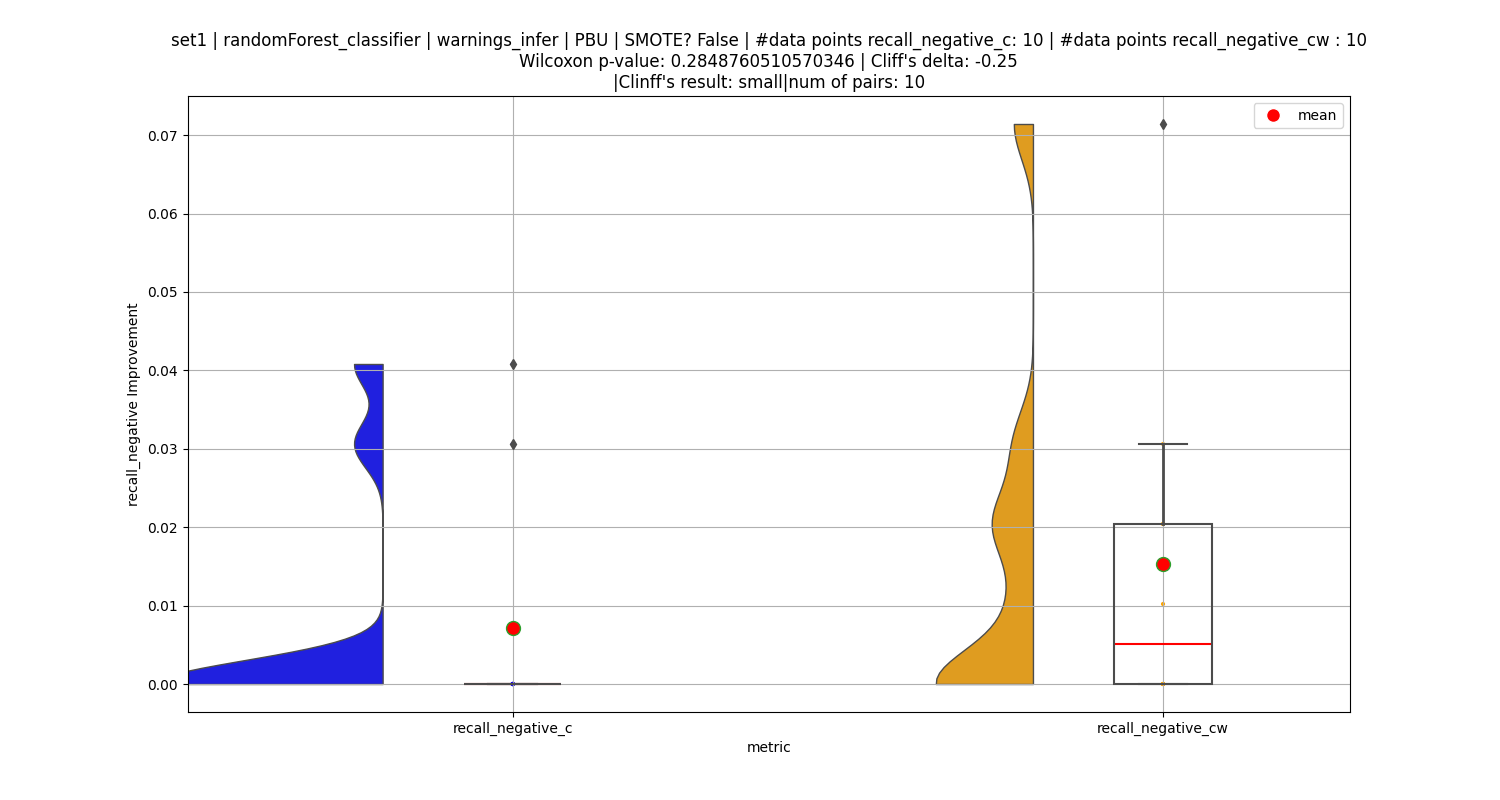 set1 | randomForest_classifier | warnings_infer | PBU | SMOTE? False | #data points recall_negative_c: 10 | #data points recall_negative_cw : 10
Wilcoxon p-value: 0.2848760510570346 | Cliff's delta: -0.25
|Clinff's result: small|num of pairs: 10
mean
0.07
0.06
0.05
0.04
0.03
0.02
0.01
0.00
recall_negative Improvement
recall_negative_c
recall_negative_cw
metric